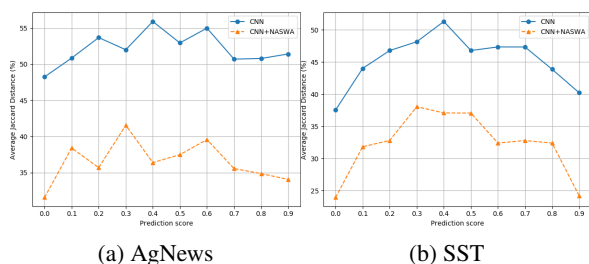 55
50
45
40
35
Average Jaccard Distance (%)
CNN
CNN+NASWA
0.0 0.1 0.2 0.3 0.4 0.5 0.6 0.7 0.8 0.9
Prediction score
(a) AgNews
50
45
40
35
30
25
Average Jaccard Distance (%)
CNN
CNN+NASWA
0.0 0.1 0.2 0.3 0.4 0.5 0.6 0.7 0.8 0.9
Prediction score
(b) SST